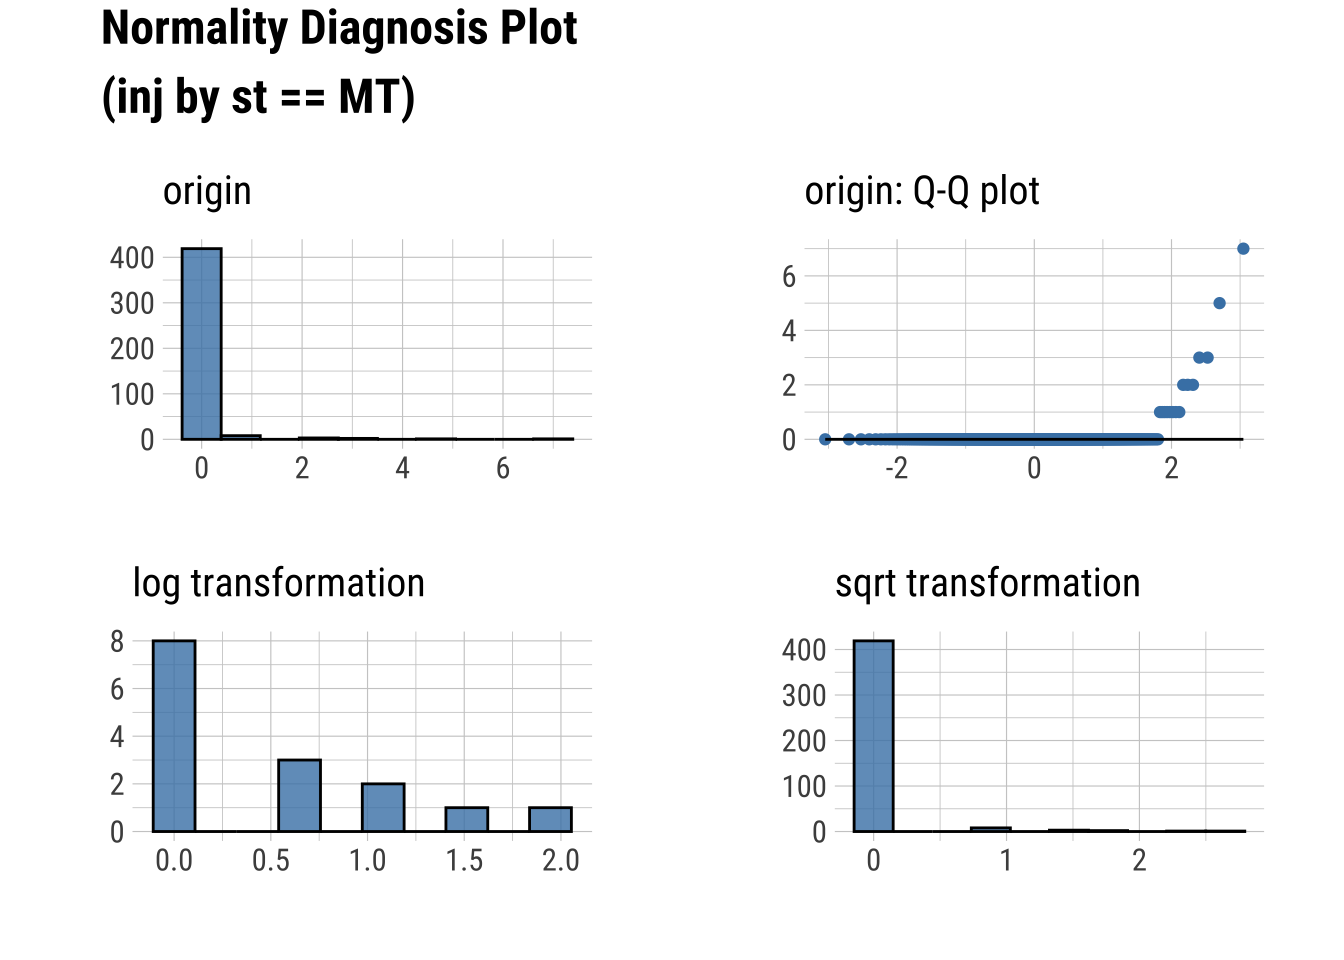 Normality Diagnosis Plot
(inj by st == MT)
origin
400
300
200
100
0
0 2 4 6
origin: Q-Q plot
6
4
2
0
-2 0 2
log transformation
8
6
4
2
0
0.0 0.5 1.0 1.5 2.0
sqrt transformation
400
300
200
100
0
0 1 2